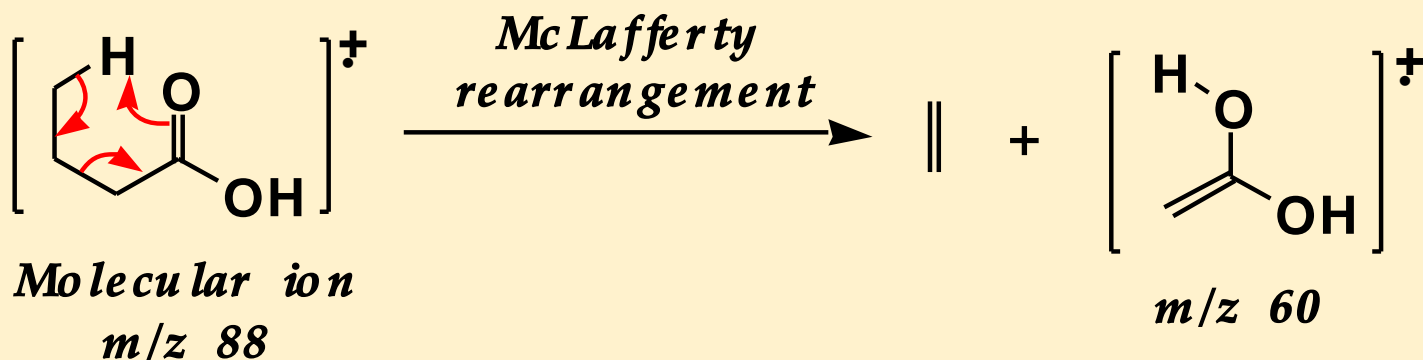 McLafferty
rearrangement
H
O
OH
+
H
O
OH
Molecular ion
m/z 88
m/z 60